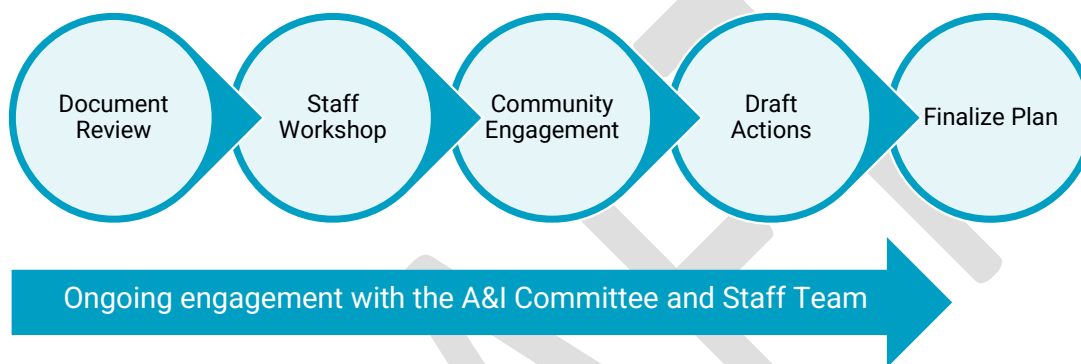 Document
Review
Staff
Workshop
Community
Engagement
Draft
Actions
Finalize Plan
Ongoing engagement with the A&I Committee and Staff Team